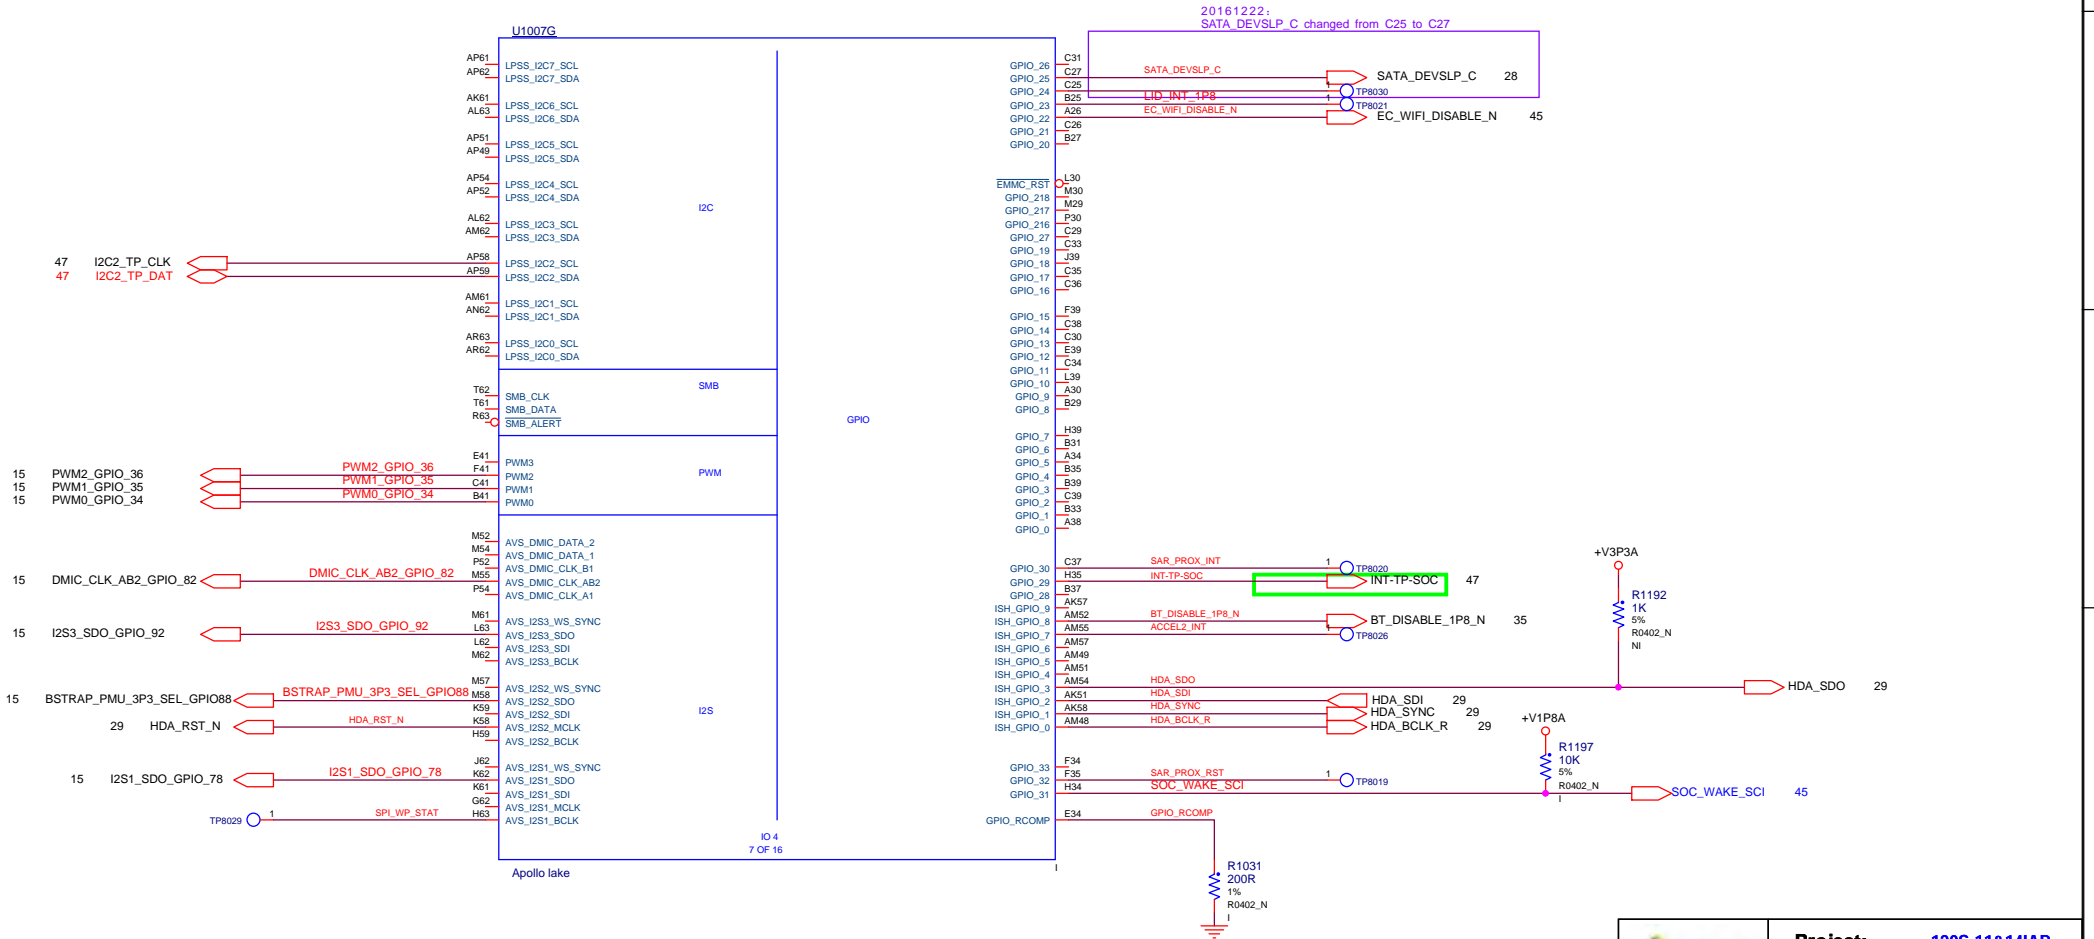 20161222:
SATA_DEVSLP_C changed from C25 to C27
U1007G
AP61 LPSS_I2C7_SCL
AP62 LPSS_I2C7_SDA
AK61 LPSS_I2C6_SCL
AL63 LPSS_I2C6_SDA
AP51 LPSS_I2C5_SCL
AP49 LPSS_I2C5_SDA
AP54 LPSS_I2C4_SCL
AP52 LPSS_I2C4_SDA
AL62 LPSS_I2C3_SCL
AM62 LPSS_I2C3_SDA
47 I2C2_TP_CLK AP58 LPSS_I2C2_SCL
47 I2C2_TP_DAT AP59 LPSS_I2C2_SDA
AM61 LPSS_I2C1_SCL
AN62 LPSS_I2C1_SDA
AR63 LPSS_I2C0_SCL
AR62 LPSS_I2C0_SDA
I2C
T62 SMB_CLK
T61 SMB_DATA
R63 SMB_ALERT
SMB
GPIO
E41 PWM3
15 PWM2_GPIO_36 PWM2_GPIO_36 F41 PWM2
15 PWM1_GPIO_35 PWM1_GPIO_35 C41 PWM1
15 PWM0_GPIO_34 PWM0_GPIO_34 B41 PWM0
PWM
M52 AVS_DMIC_DATA_2
M54 AVS_DMIC_DATA_1
P52 AVS_DMIC_CLK_B1
15 DMIC_CLK_AB2_GPIO_82 DMIC_CLK_AB2_GPIO_82 M55 AVS_DMIC_CLK_AB2
P54 AVS_DMIC_CLK_A1
M61 AVS_I2S3_WS_SYNC
15 I2S3_SDO_GPIO_92 I2S3_SDO_GPIO_92 L63 AVS_I2S3_SDO
L62 AVS_I2S3_SDI
M62 AVS_I2S3_BCLK
M57 AVS_I2S2_WS_SYNC
15 BSTRAP_PMU_3P3_SEL_GPIO88 BSTRAP_PMU_3P3_SEL_GPIO88 M58 AVS_I2S2_SDO
K59 AVS_I2S2_SDI
29 HDA_RST_N HDA_RST_N K58 AVS_I2S2_MCLK
H59 AVS_I2S2_BCLK
I2S
J62 AVS_I2S1_WS_SYNC
15 I2S1_SDO_GPIO_78 I2S1_SDO_GPIO_78 K62 AVS_I2S1_SDO
K61 AVS_I2S1_SDI
G62 AVS_I2S1_MCLK
TP8029 1 SPI_WP_STAT H63 AVS_I2S1_BCLK
IO 4
7 OF 16
Apollo lake
I
GPIO_26 C31
GPIO_25 C27 SATA_DEVSLP_C SATA_DEVSLP_C 28
GPIO_24 C25 1 TP8030
GPIO_23 B25 LID_INT_1P8 1 TP8021
GPIO_22 A26 EC_WIFI_DISABLE_N EC_WIFI_DISABLE_N 45
GPIO_21 C26
GPIO_20 B27
EMMC_RST L30
GPIO_218 M30
GPIO_217 M29
GPIO_216 P30
GPIO_27 C29
GPIO_19 C33
GPIO_18 J39
GPIO_17 C35
GPIO_16 C36
GPIO_15 F39
GPIO_14 C38
GPIO_13 C30
GPIO_12 E39
GPIO_11 C34
GPIO_10 L39
GPIO_9 A30
GPIO_8 B29
GPIO_7 H39
GPIO_6 B31
GPIO_5 A34
GPIO_4 B35
GPIO_3 B39
GPIO_2 C39
GPIO_1 B33
GPIO_0 A38
GPIO_30 C37 SAR_PROX_INT 1 TP8020
GPIO_29 H35 INT-TP-SOC INT-TP-SOC 47
GPIO_28 B37
ISH_GPIO_9 AK57
ISH_GPIO_8 AM52 BT_DISABLE_1P8_N BT_DISABLE_1P8_N 35
ISH_GPIO_7 AM55 ACCEL2_INT 1 TP8026
ISH_GPIO_6 AM57
ISH_GPIO_5 AM49
ISH_GPIO_4 AM51
ISH_GPIO_3 AM54 HDA_SDO HDA_SDO 29
ISH_GPIO_2 AK51 HDA_SDI HDA_SDI 29
ISH_GPIO_1 AK58 HDA_SYNC HDA_SYNC 29
ISH_GPIO_0 AM48 HDA_BCLK_R HDA_BCLK_R 29
+V3P3A
R1192
1K
5%
R0402_N
NI
+V1P8A
R1197
10K
5%
R0402_N
I
GPIO_33 F34
GPIO_32 F35 SAR_PROX_RST 1 TP8019
GPIO_31 H34 SOC_WAKE_SCI SOC_WAKE_SCI 45
GPIO_RCOMP E34 GPIO_RCOMP
R1031
200R
1%
R0402_N
I
Project: 120S-11&14IAP